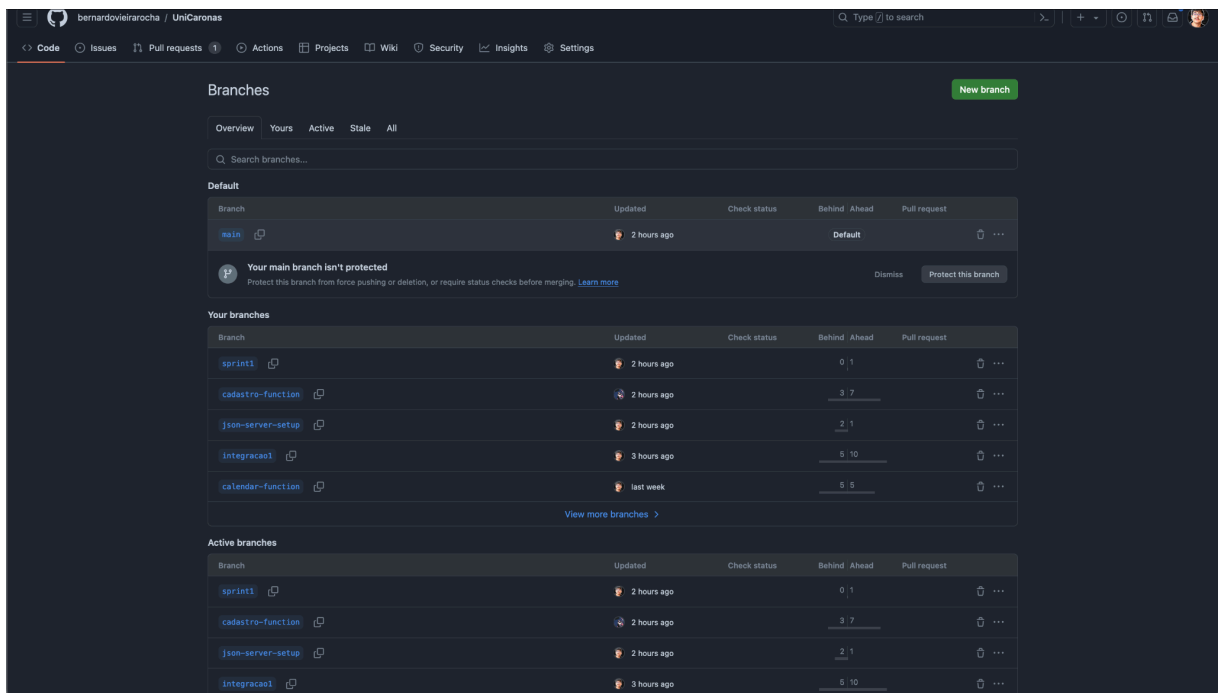 bernardovieirarocha / UniCaronas
Type / to search
Code Issues Pull requests 1 Actions Projects Wiki Security Insights Settings
Branches
New branch
Overview Yours Active Stale All
Search branches...
Default
Branch Updated Check status Behind Ahead Pull request
main 2 hours ago Default
Your main branch isn't protected
Protect this branch from force pushing or deletion, or require status checks before merging. Learn more
Dismiss Protect this branch
Your branches
Branch Updated Check status Behind Ahead Pull request
sprint1 2 hours ago 0 1
cadastro-function 2 hours ago 3 7
json-server-setup 2 hours ago 2 1
integracao1 3 hours ago 5 10
calendar-function last week 5 5
View more branches
Active branches
Branch Updated Check status Behind Ahead Pull request
sprint1 2 hours ago 0 1
cadastro-function 2 hours ago 3 7
json-server-setup 2 hours ago 2 1
integracao1 3 hours ago 5 10